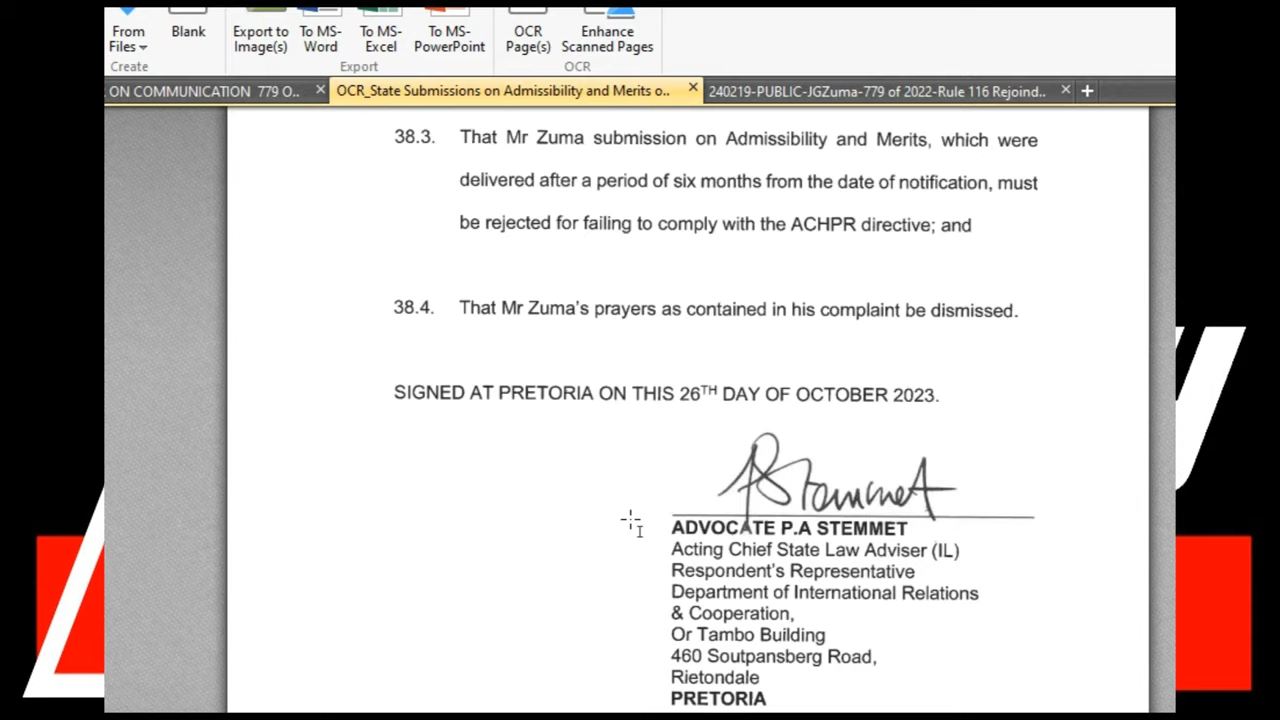 From
Files
Blank
Export to
Image(s)
To MS-
Word
To MS-
Excel
To MS-
PowerPoint
OCR
Page(s)
Enhance
Scanned Pages
Create
Export
OCR
ON COMMUNICATION 779 O..
OCR_State Submissions on Admissibility and Merits o..
240219-PUBLIC-JGZuma-779 of 2022-Rule 116 Rejoind..
38.3. That Mr Zuma submission on Admissibility and Merits, which were
delivered after a period of six months from the date of notification, must
be rejected for failing to comply with the ACHPR directive; and
38.4. That Mr Zuma's prayers as contained in his complaint be dismissed.
SIGNED AT PRETORIA ON THIS 26TH DAY OF OCTOBER 2023.
PStemmet
ADVOCATE P.A STEMMET
Acting Chief State Law Adviser (IL)
Respondent's Representative
Department of International Relations
& Cooperation,
Or Tambo Building
460 Soutpansberg Road,
Rietondale
PRETORIA